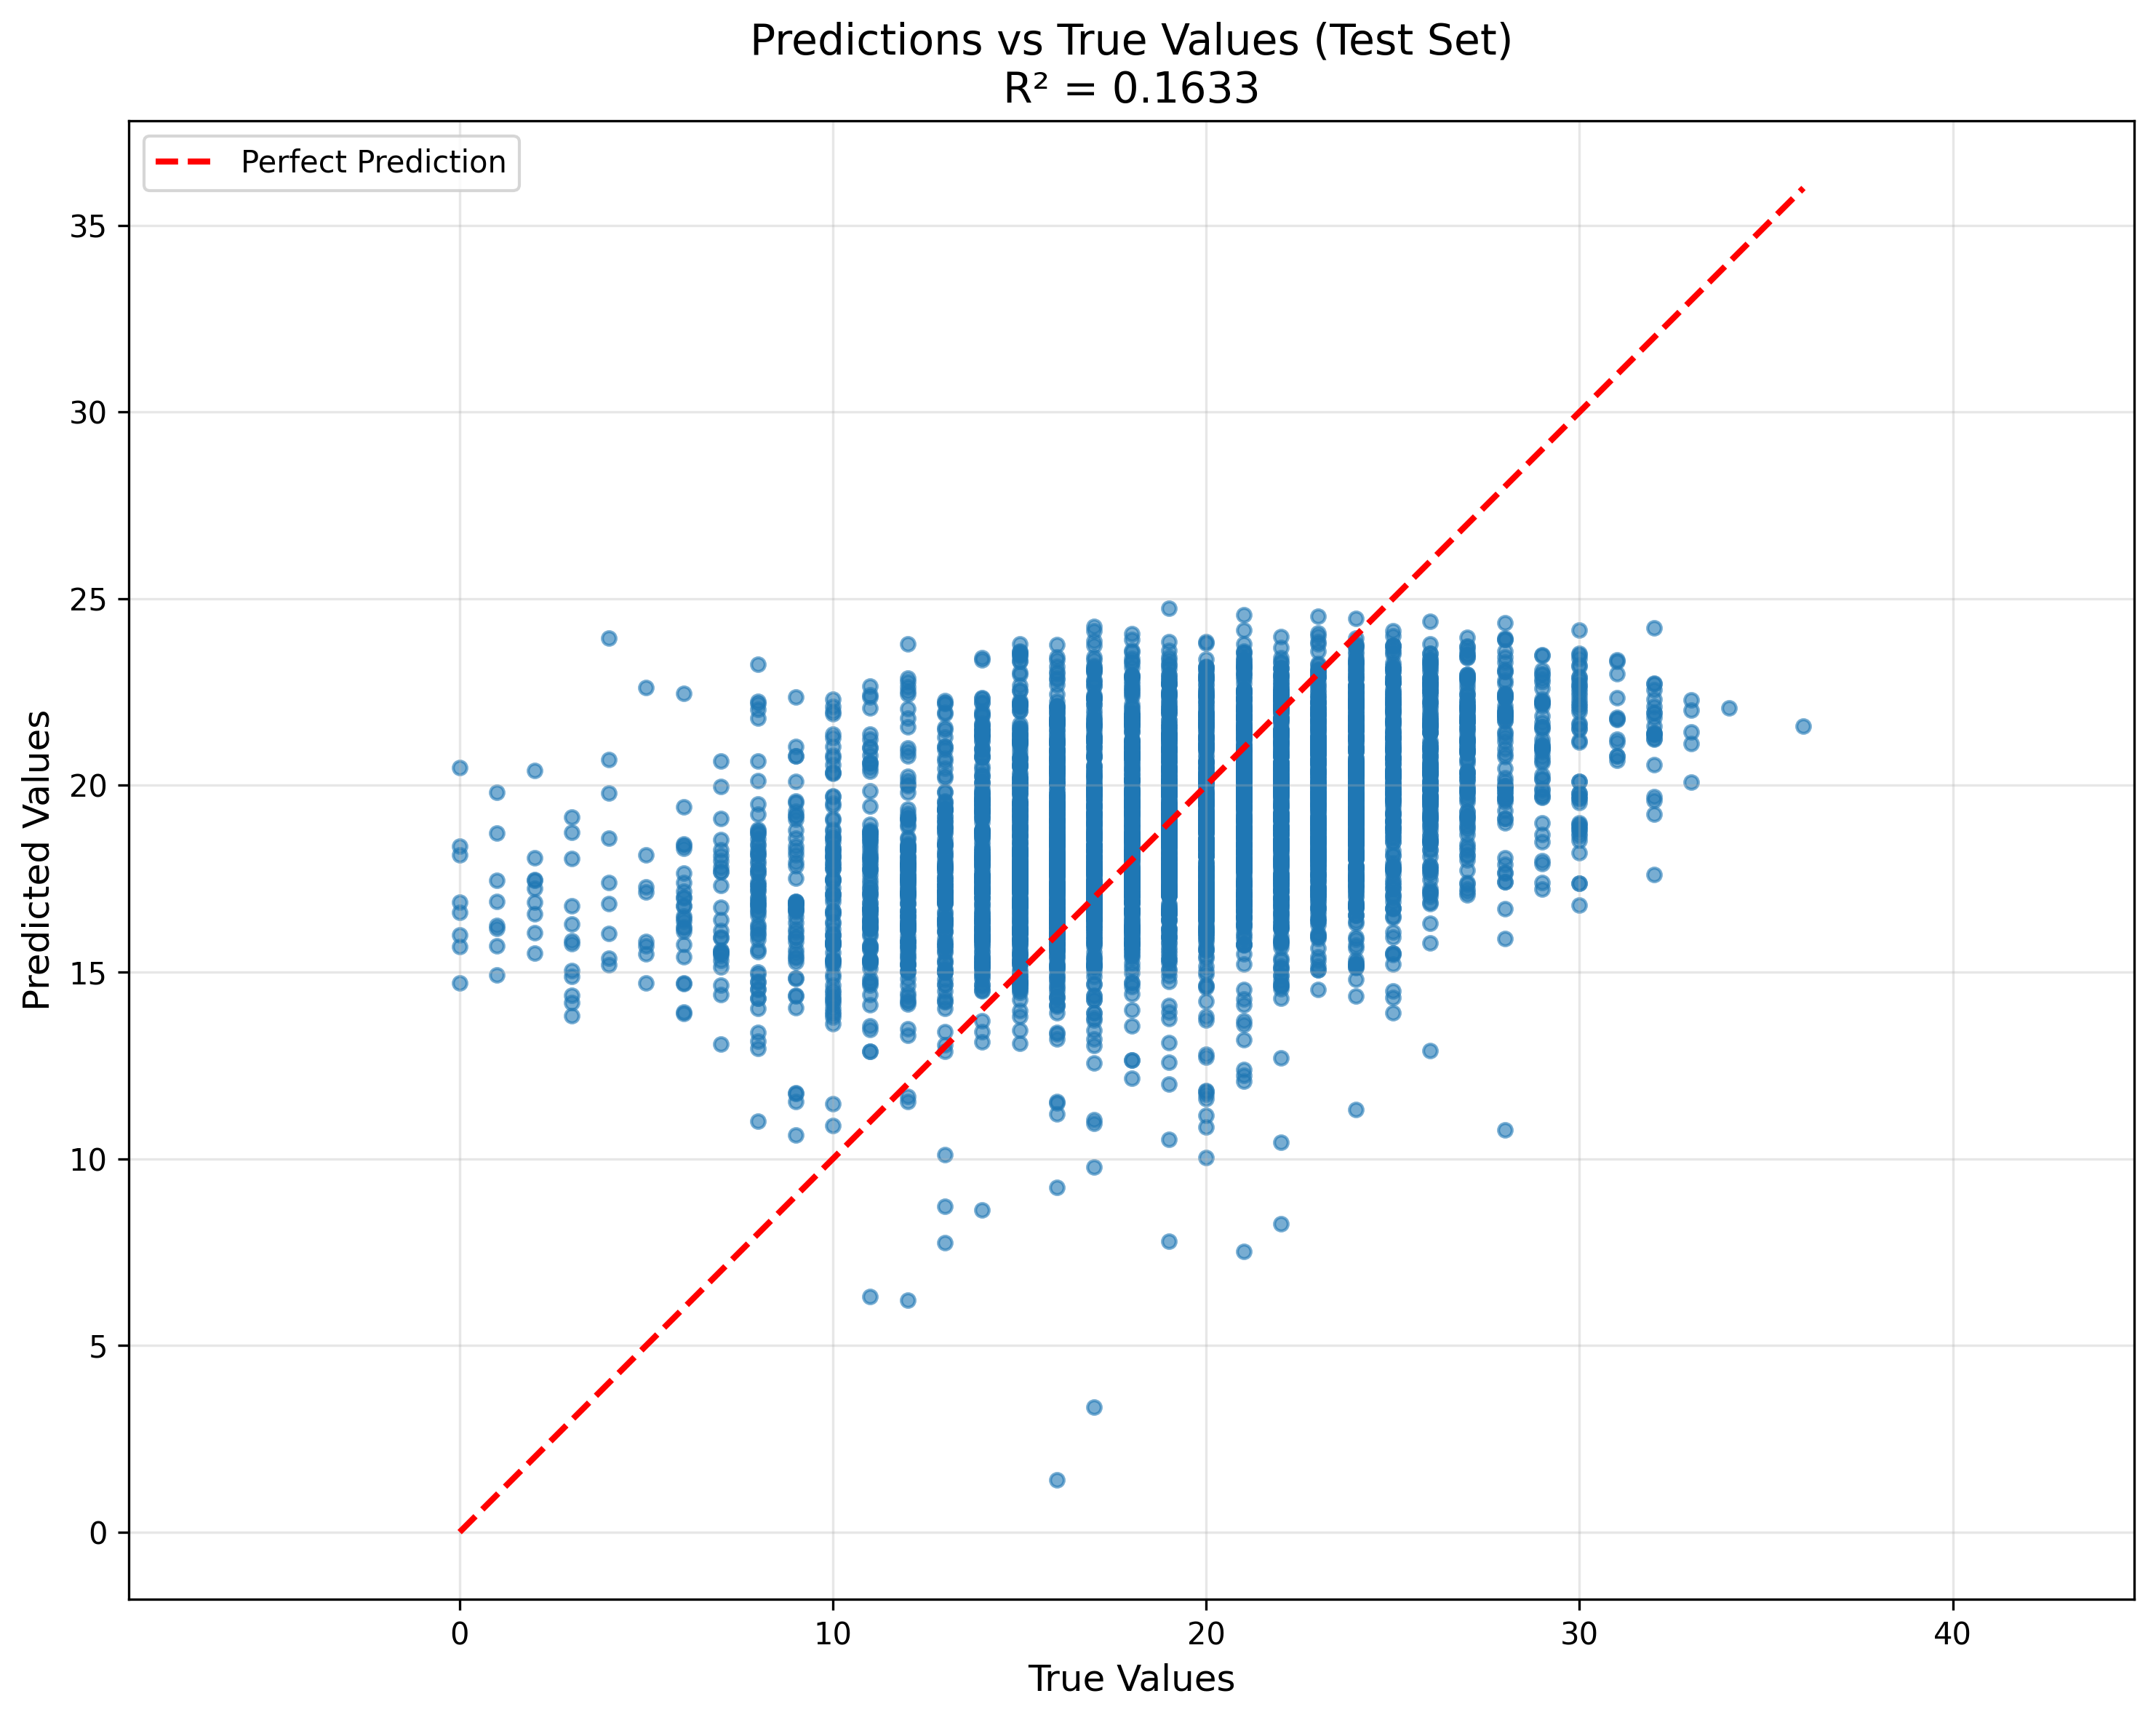 Predictions vs True Values (Test Set)
R² = 0.1633
Perfect Prediction
35
30
25
20
15
10
5
0
Predicted Values
0 10 20 30 40
True Values